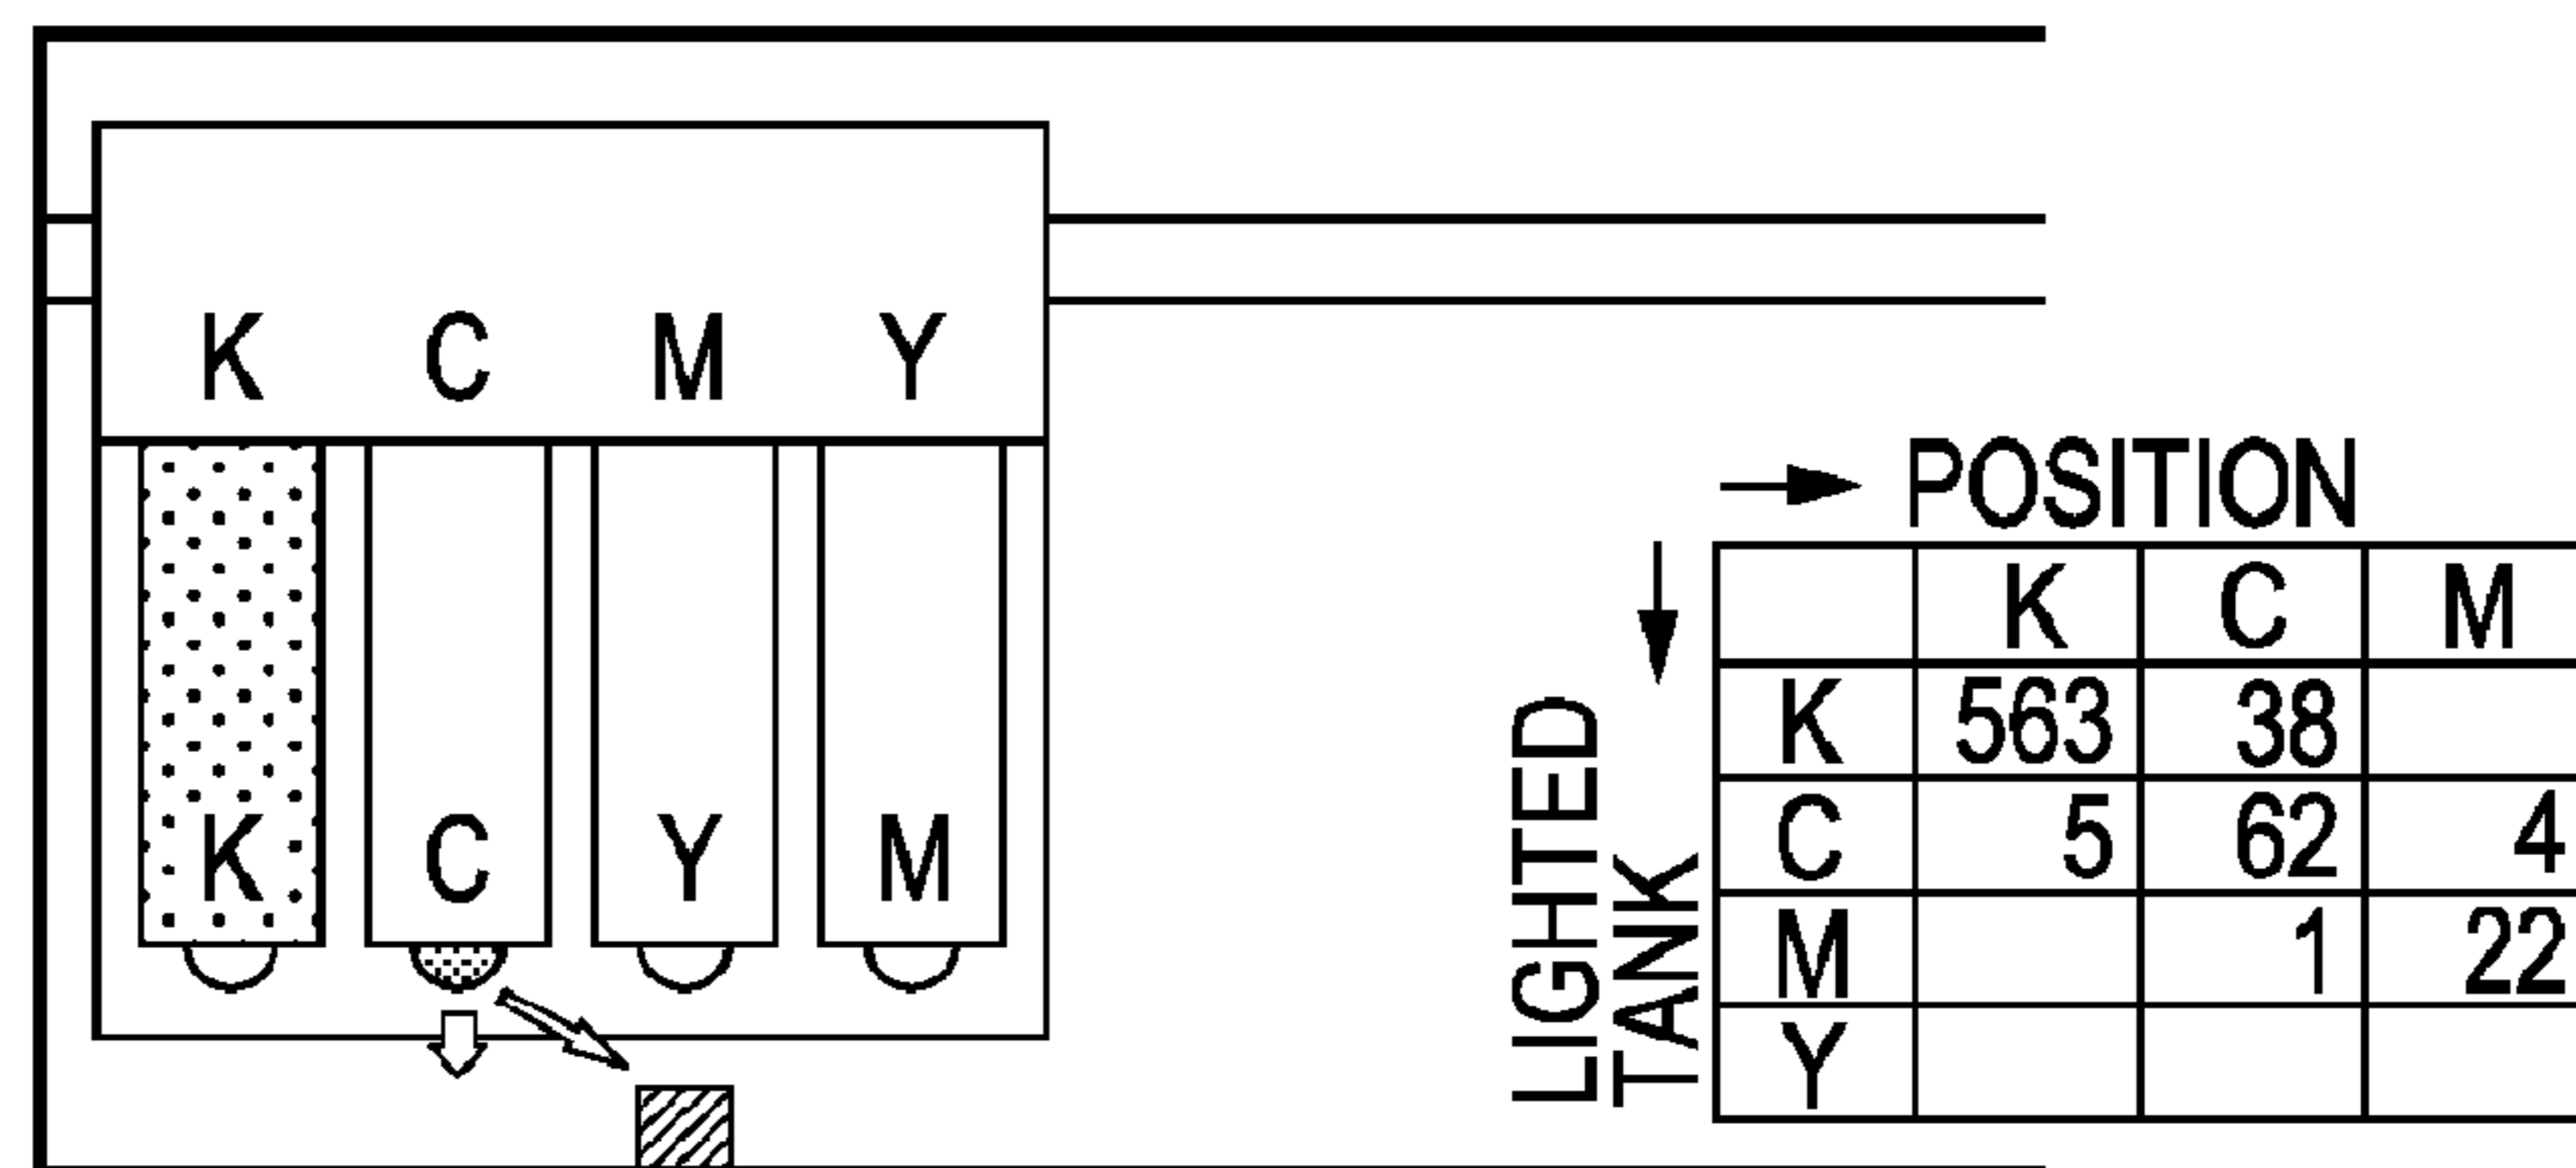 K C M Y
K C Y M
POSITION
LIGHTED
TANK
K C M
K 563 38
C 5 62 4
M 1 22
Y